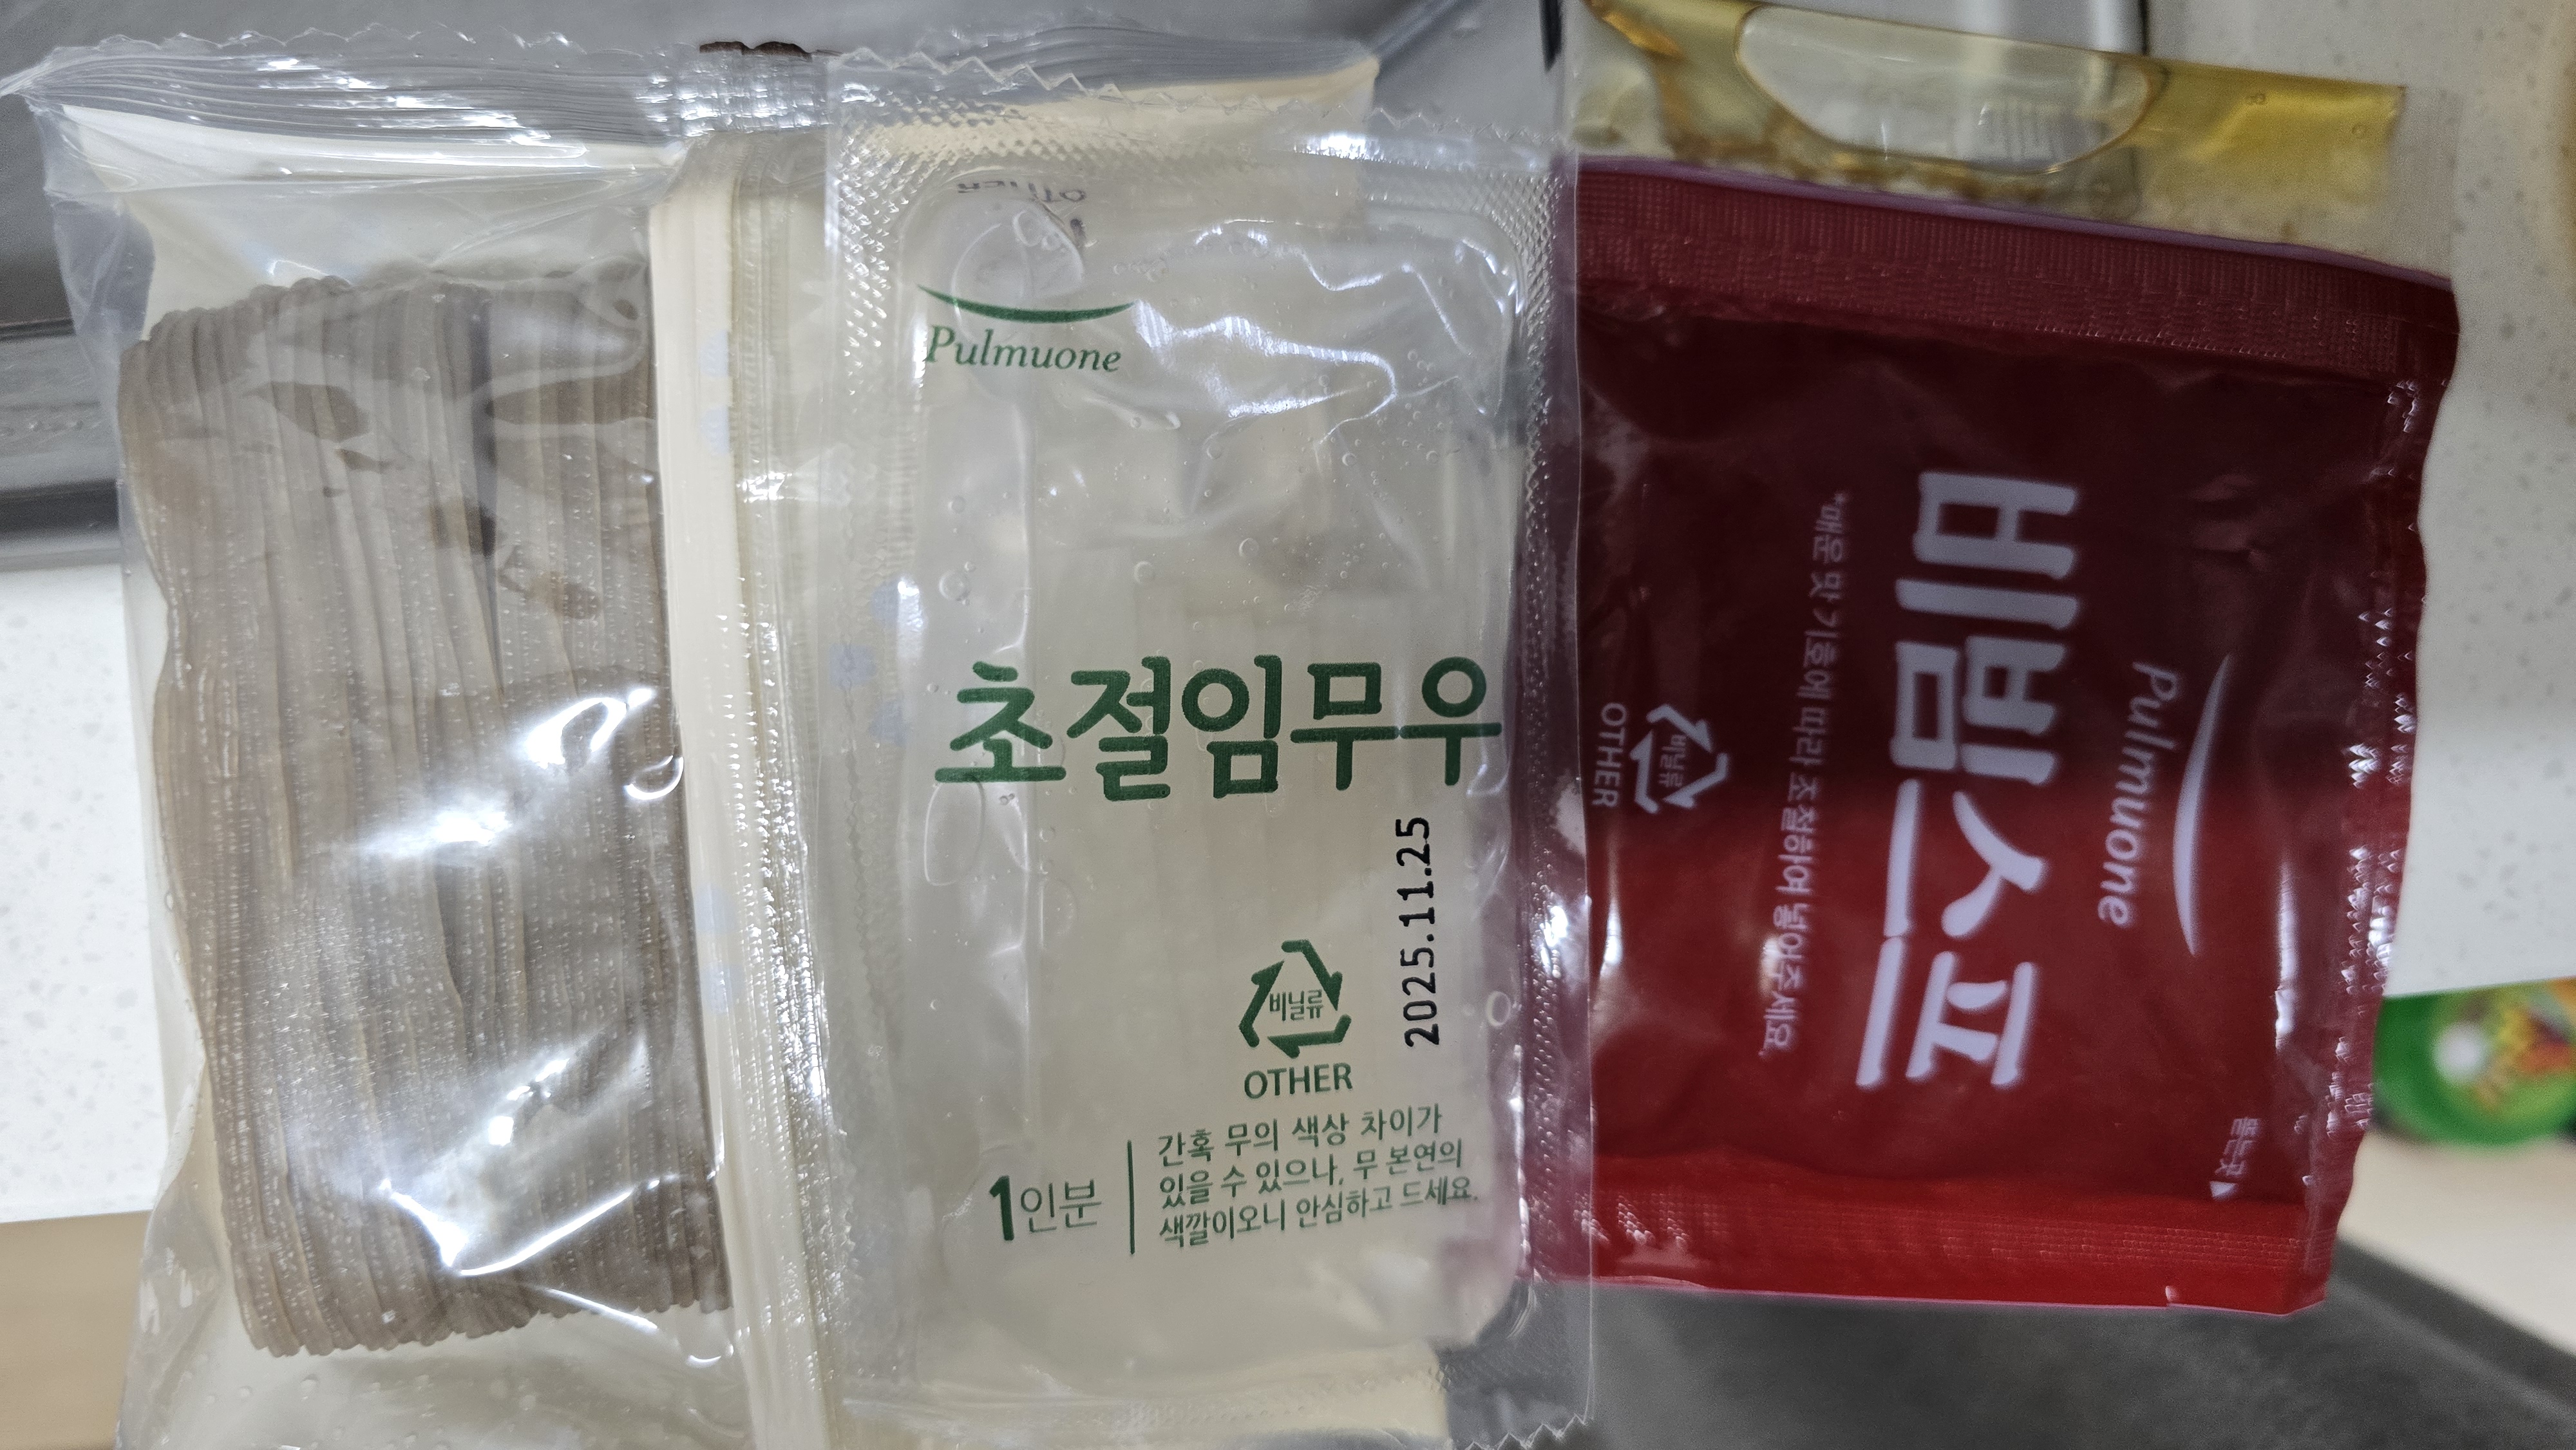 Pulmuone
초절임무우
2025.11.25
비닐류
OTHER
1인분
간혹 무의 색상 차이가
있을 수 있으나, 무 본연의
색깔이오니 안심하고 드세요.
Pulmuone
비빔스프
*매운 맛 기호에 따라 조절하여 넣어주세요.
비닐류
OTHER
뜯는곳